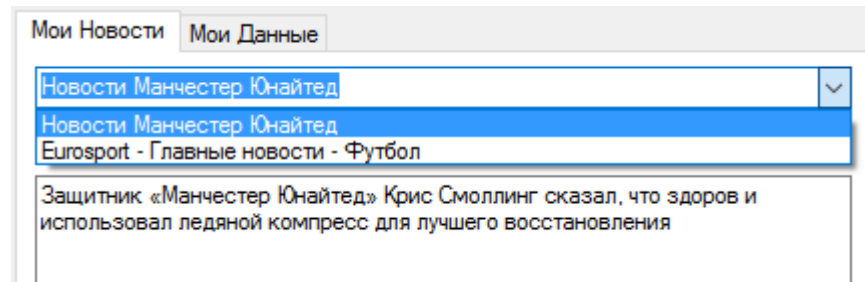 Мои Новости Мои Данные
Новости Манчестер Юнайтед
Новости Манчестер Юнайтед
Eurosport - Главные новости - Футбол
Защитник «Манчестер Юнайтед» Крис Смоллинг сказал, что здоров и
использовал ледяной компресс для лучшего восстановления